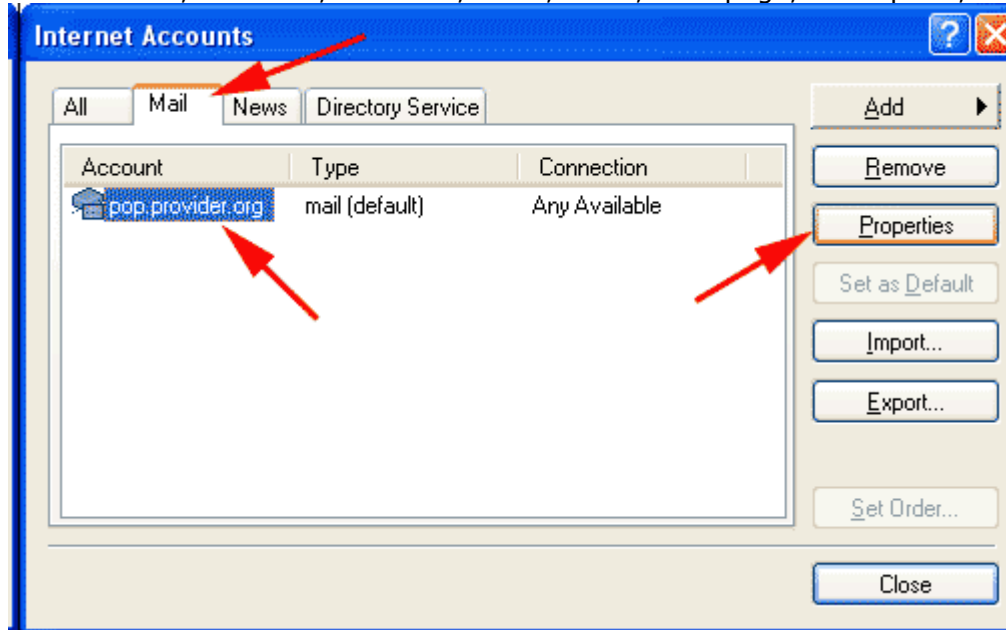 Internet Accounts
All Mail News Directory Service
Add
Account Type Connection
Remove
pop.provider.org mail (default) Any Available
Properties
Set as Default
Import...
Export...
Set Order...
Close